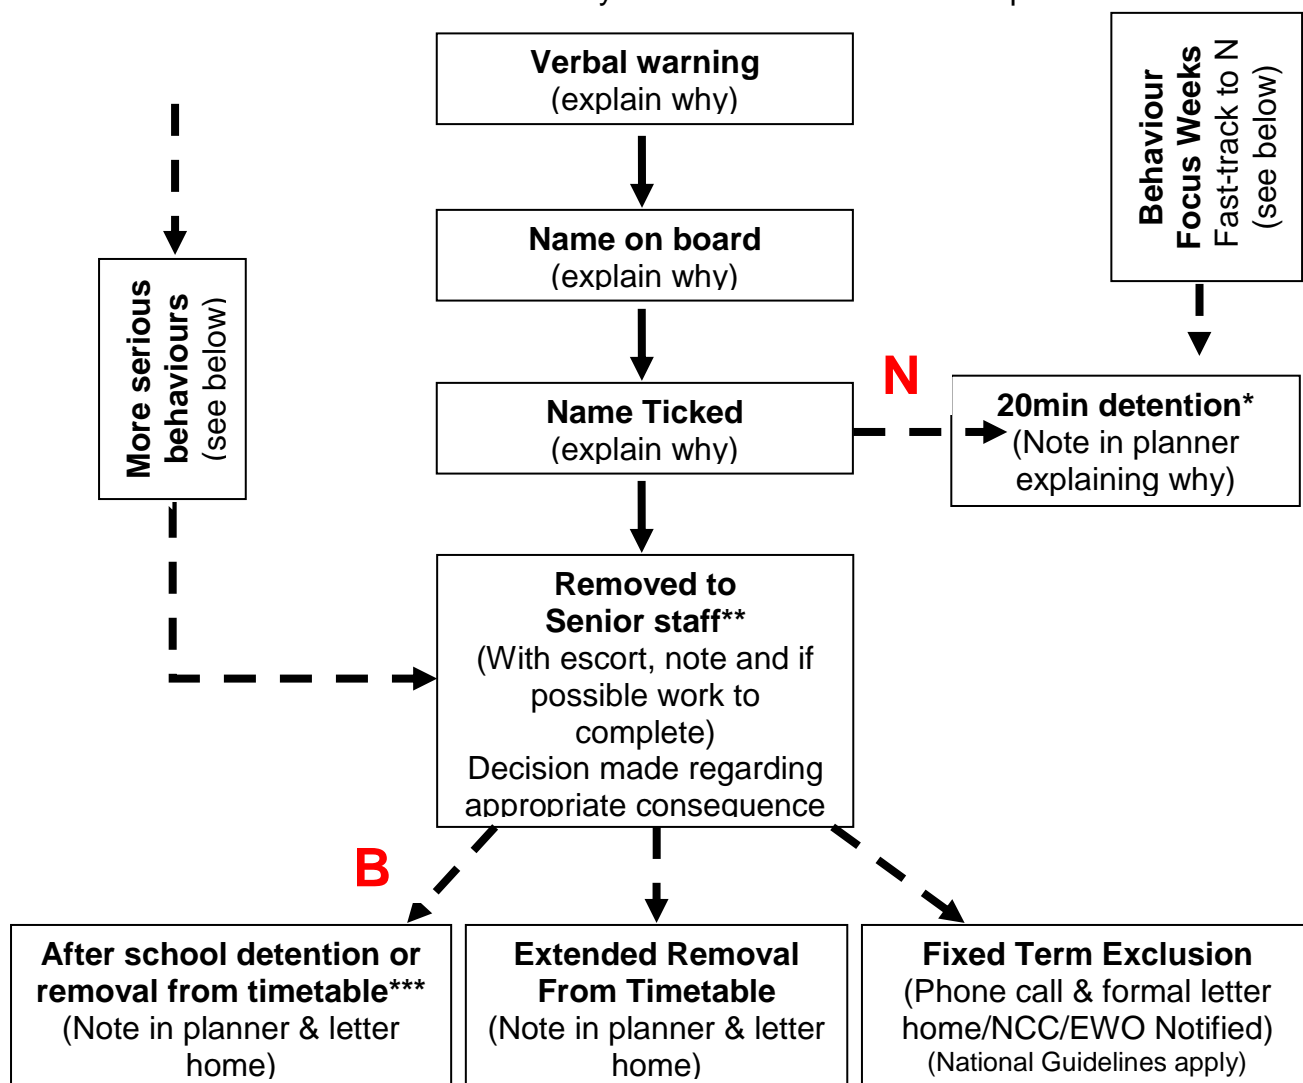 Verbal warning
(explain why)
Behaviour
Focus Weeks
Fast-track to N
(see below)
Name on board
(explain why)
More serious
behaviours
(see below)
Name Ticked
(explain why)
N
20min detention*
(Note in planner
explaining why)
Removed to
Senior staff**
(With escort, note and if
possible work to
complete)
Decision made regarding
appropriate consequence
B
After school detention or
removal from timetable***
(Note in planner & letter
home)
Extended Removal
From Timetable
(Note in planner & letter
home)
Fixed Term Exclusion
(Phone call & formal letter
home/NCC/EWO Notified)
(National Guidelines apply)